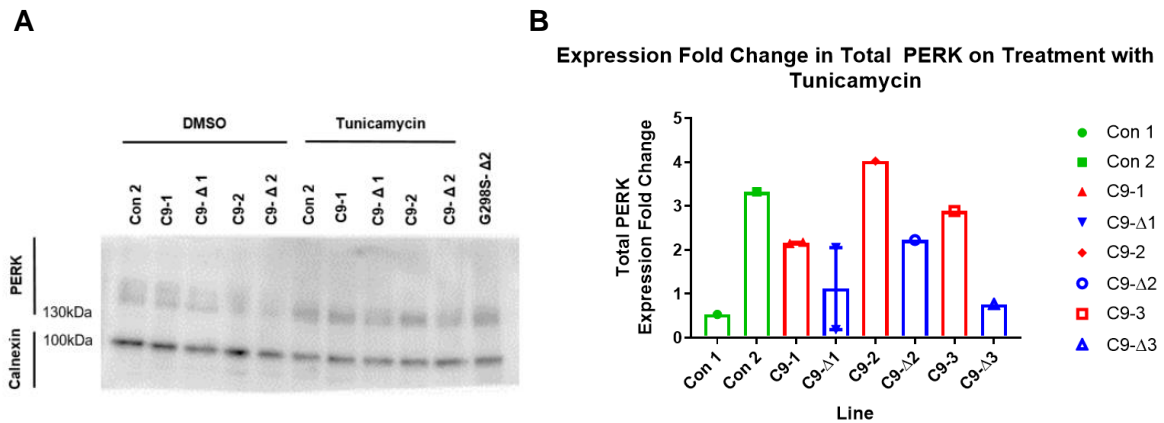 A
DMSO
Tunicamycin
Con 2
C9-1
C9- Δ 1
C9-2
C9- Δ 2
Con 2
C9-1
C9- Δ 1
C9-2
C9- Δ 2
G298S- Δ2
PERK
130kDa
100kDa
Calnexin
B
Expression Fold Change in Total PERK on Treatment with
Tunicamycin
Total PERK
Expression Fold Change
5
4
3
2
1
0
Con 1
Con 2
C9-1
C9-Δ1
C9-2
C9-Δ2
C9-3
C9-Δ3
Line
Con 1
Con 2
C9-1
C9-Δ1
C9-2
C9-Δ2
C9-3
C9-Δ3